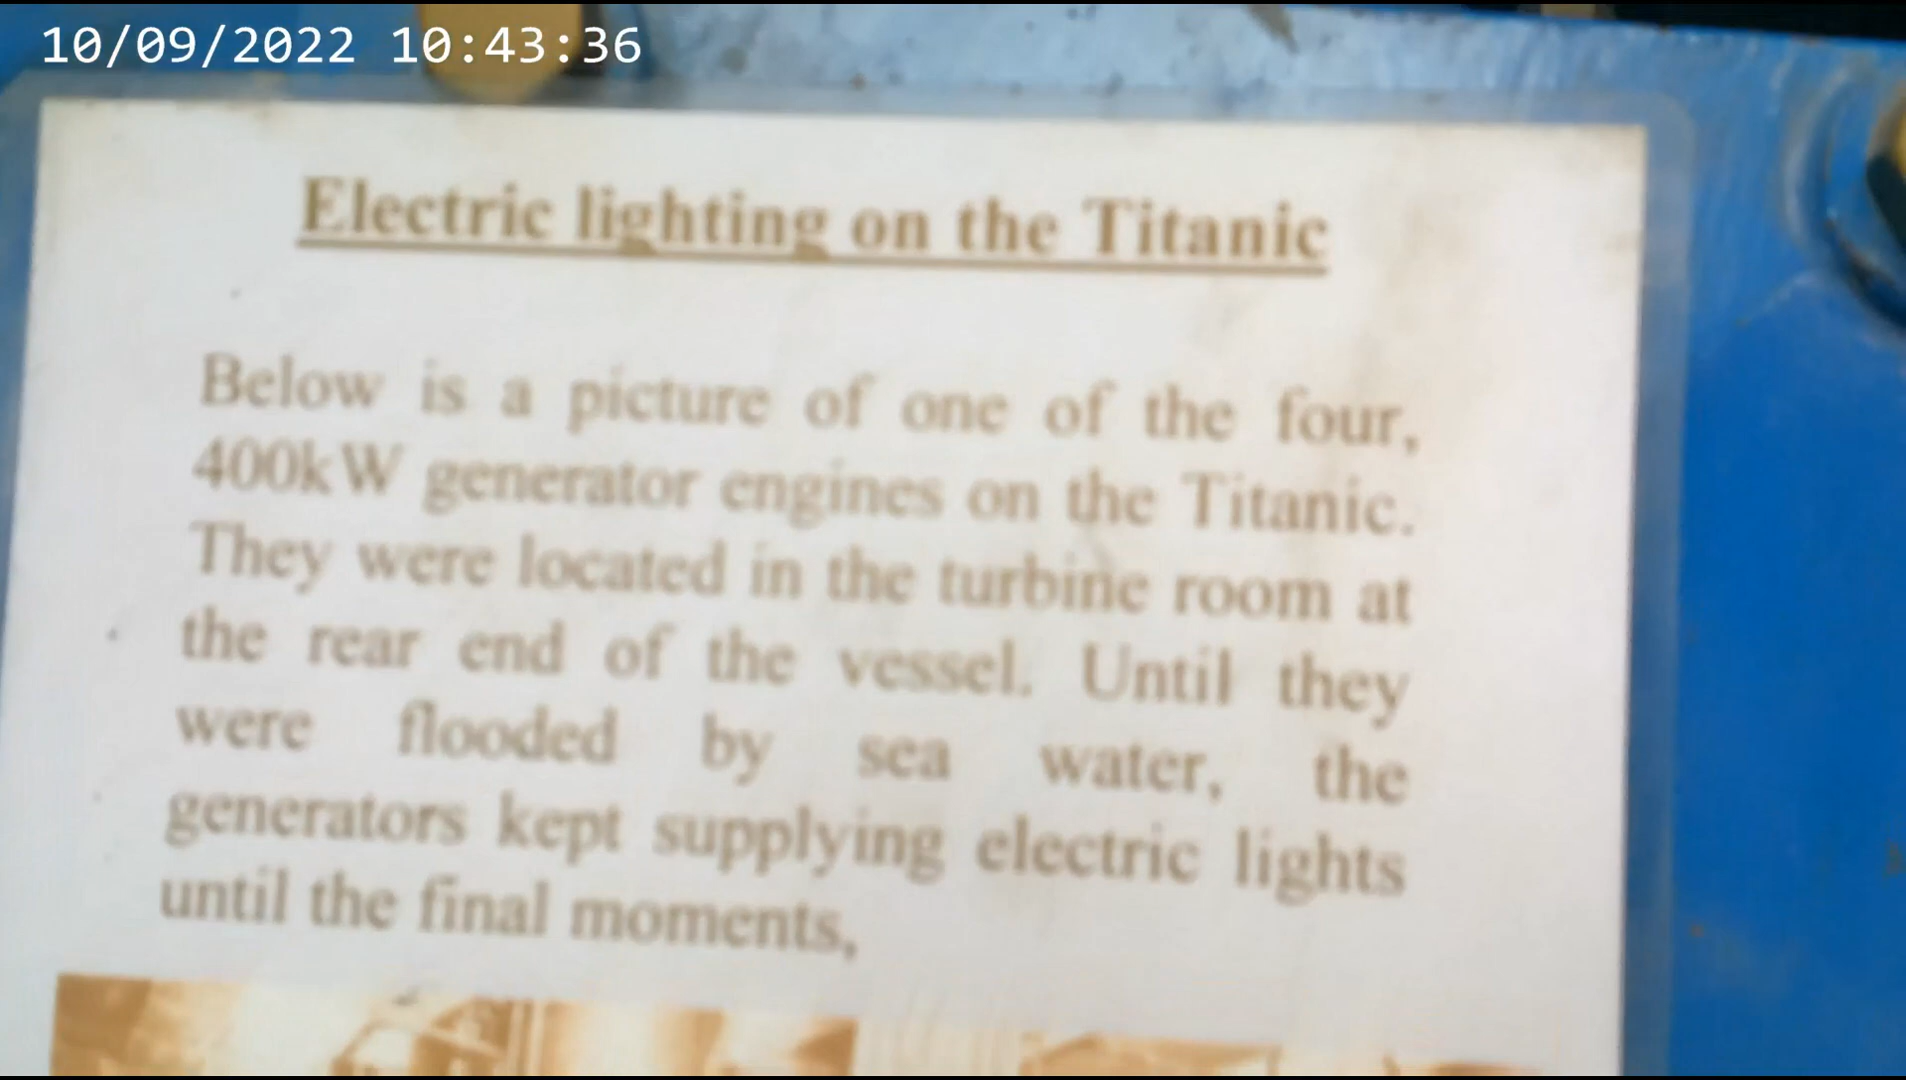 10/09/2022 10:43:36
Electric lighting on the Titanic
Below is a picture of one of the four,
400kW generator engines on the Titanic.
They were located in the turbine room at
the rear end of the vessel. Until they
were flooded by sea water, the
generators kept supplying electric lights
until the final moments,